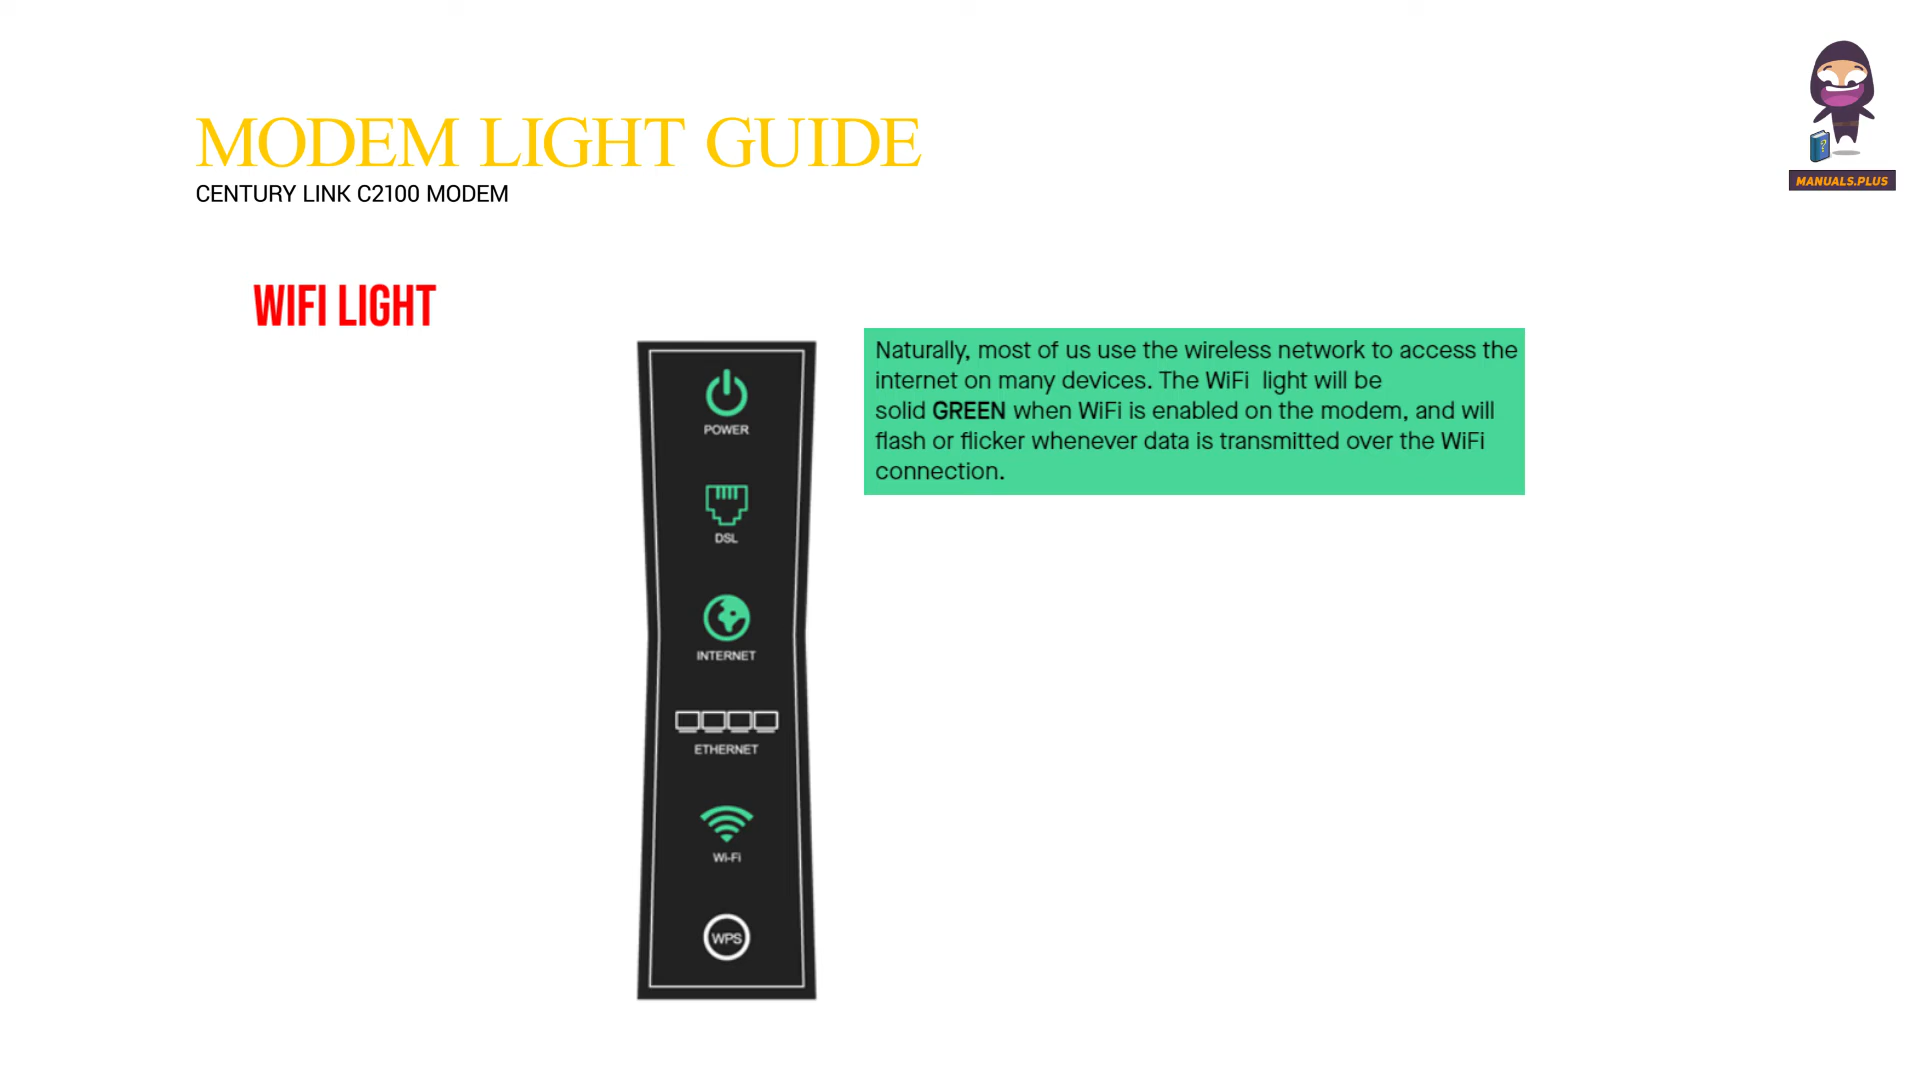 MODEM LIGHT GUIDE
CENTURY LINK C2100 MODEM
MANUALS.PLUS
WIFI LIGHT
Naturally, most of us use the wireless network to access the
internet on many devices. The WiFi light will be
solid GREEN when WiFi is enabled on the modem, and will
flash or flicker whenever data is transmitted over the WiFi
connection.
POWER
DSL
INTERNET
ETHERNET
Wi-Fi
WPS